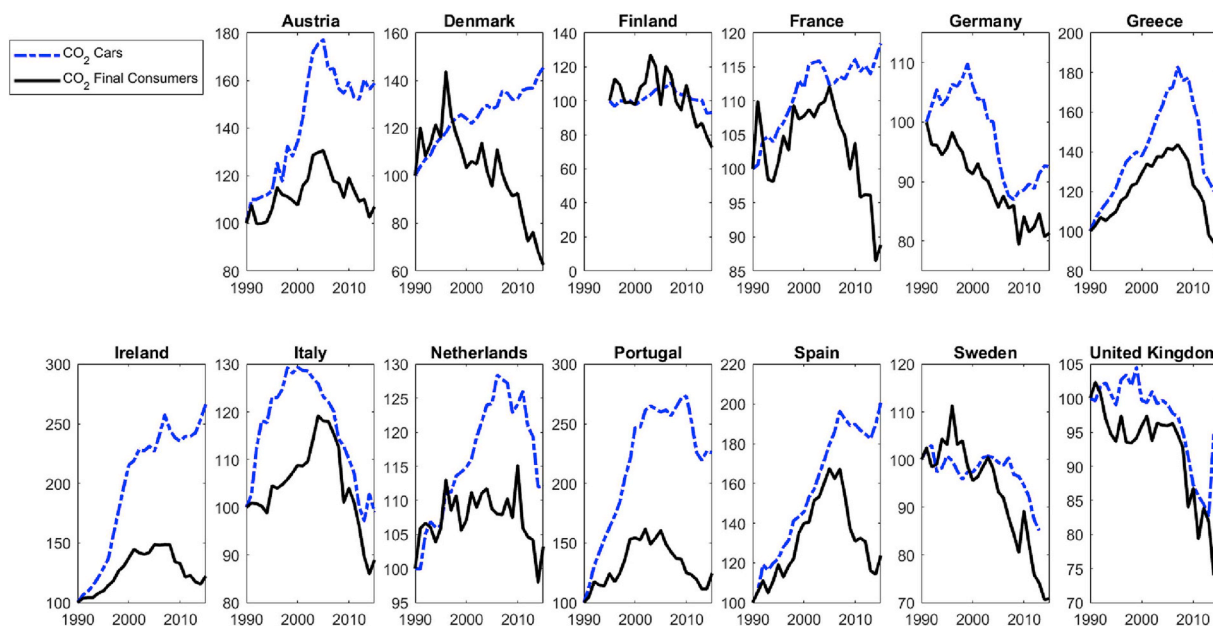 Austria Denmark Finland France Germany Greece
CO2 Cars
CO2 Final Consumers
180 160 140 120 100 80
160 140 120 100 80 60
140 120 100 80 60 40 20 0
120 115 110 105 100 95 90 85
110 100 90 80
200 180 160 140 120 100 80
1990 2000 2010 1990 2000 2010 1990 2000 2010 1990 2000 2010 1990 2000 2010 1990 2000 2010
Ireland Italy Netherlands Portugal Spain Sweden United Kingdom
300 250 200 150 100
130 120 110 100 90 80
130 125 120 115 110 105 100 95
300 250 200 150 100
220 200 180 160 140 120 100
120 110 100 90 80 70
105 100 95 90 85 80 75 70
1990 2000 2010 1990 2000 2010 1990 2000 2010 1990 2000 2010 1990 2000 2010 1990 2000 2010 1990 2000 2010